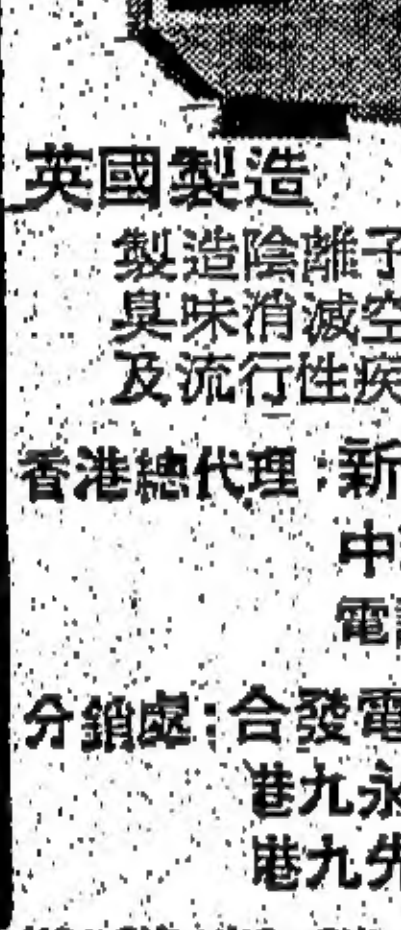 英國製造
製造陰離子
臭味消滅空
及流行性疾
香港總代理：新
中
電
分銷處：合發電
港九永
港九先